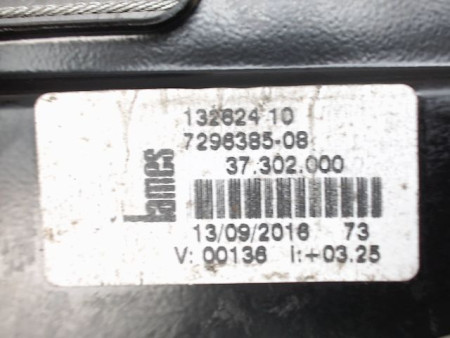 132624 10
7296385-08
37.302.000
lames
13/09/2016 73
V: 00136 I:+03.25